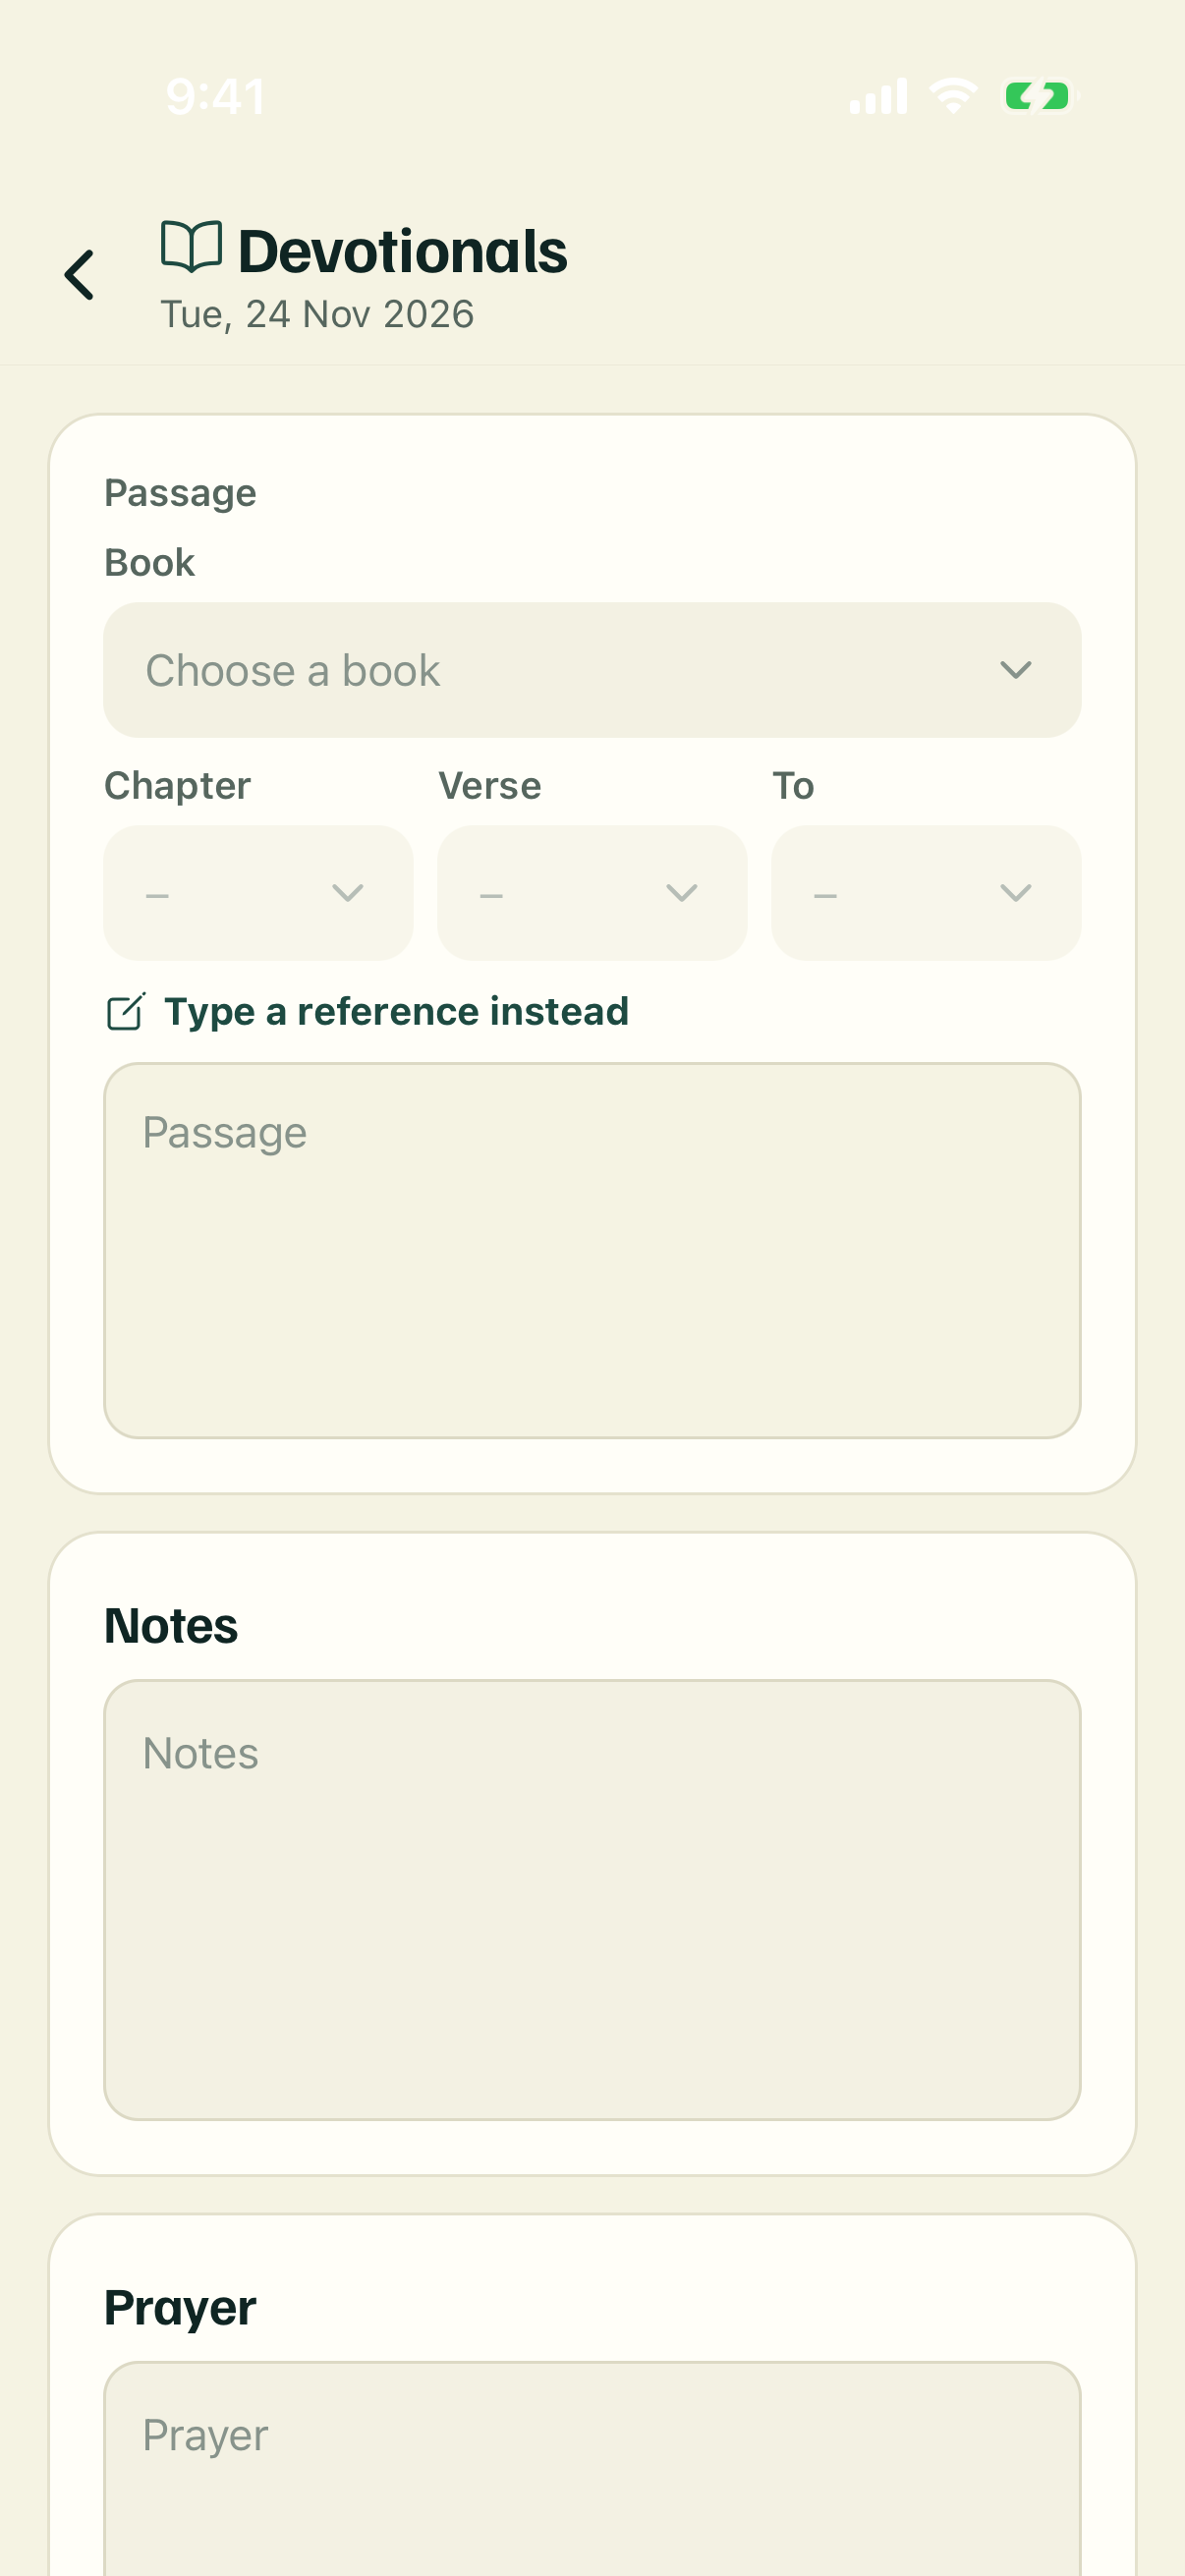 9:41
Devotionals
Tue, 24 Nov 2026
Passage
Book
Choose a book
Chapter Verse To
– – –
Type a reference instead
Passage
Notes
Notes
Prayer
Prayer